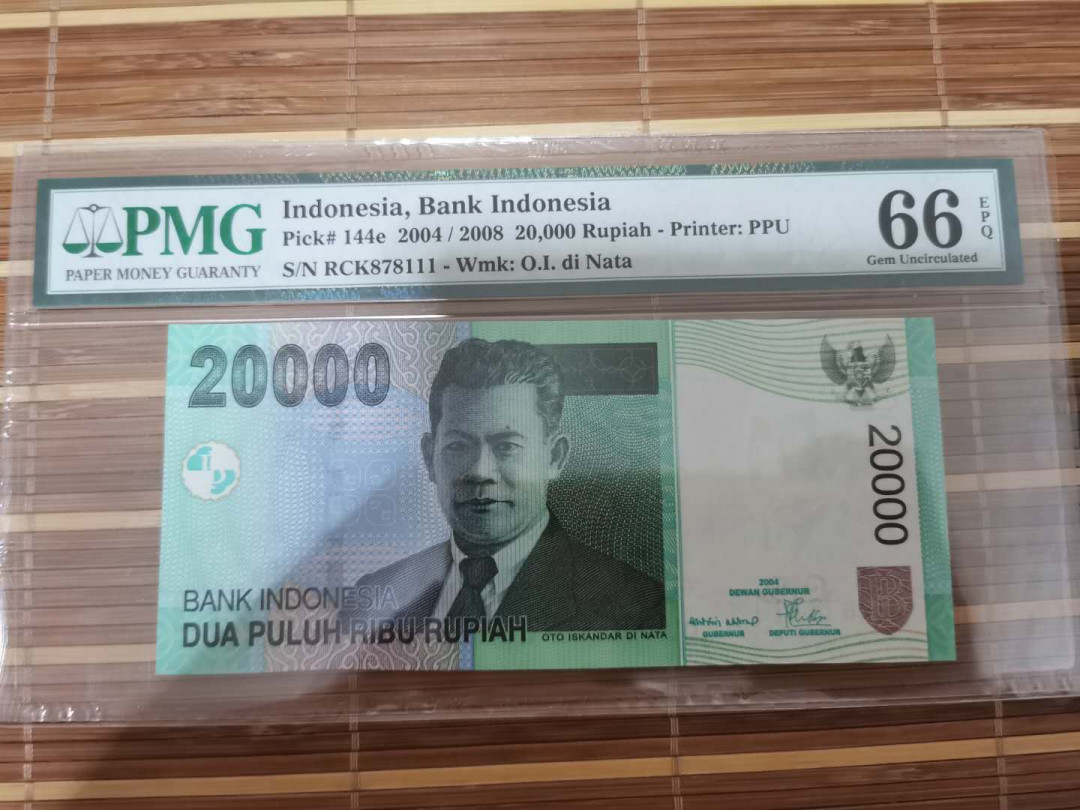 PMG
PAPER MONEY GUARANTY
Indonesia, Bank Indonesia
Pick# 144e 2004 / 2008 20,000 Rupiah - Printer: PPU
S/N RCK878111 - Wmk: O.I. di Nata
66
EPQ
Gem Uncirculated
20000
20000
2004
DEWAN GUBERNUR
GUBERNUR DEPUTI GUBERNUR
BANK INDONESIA
DUA PULUH RIBU RUPIAH
OTO ISKANDAR DI NATA